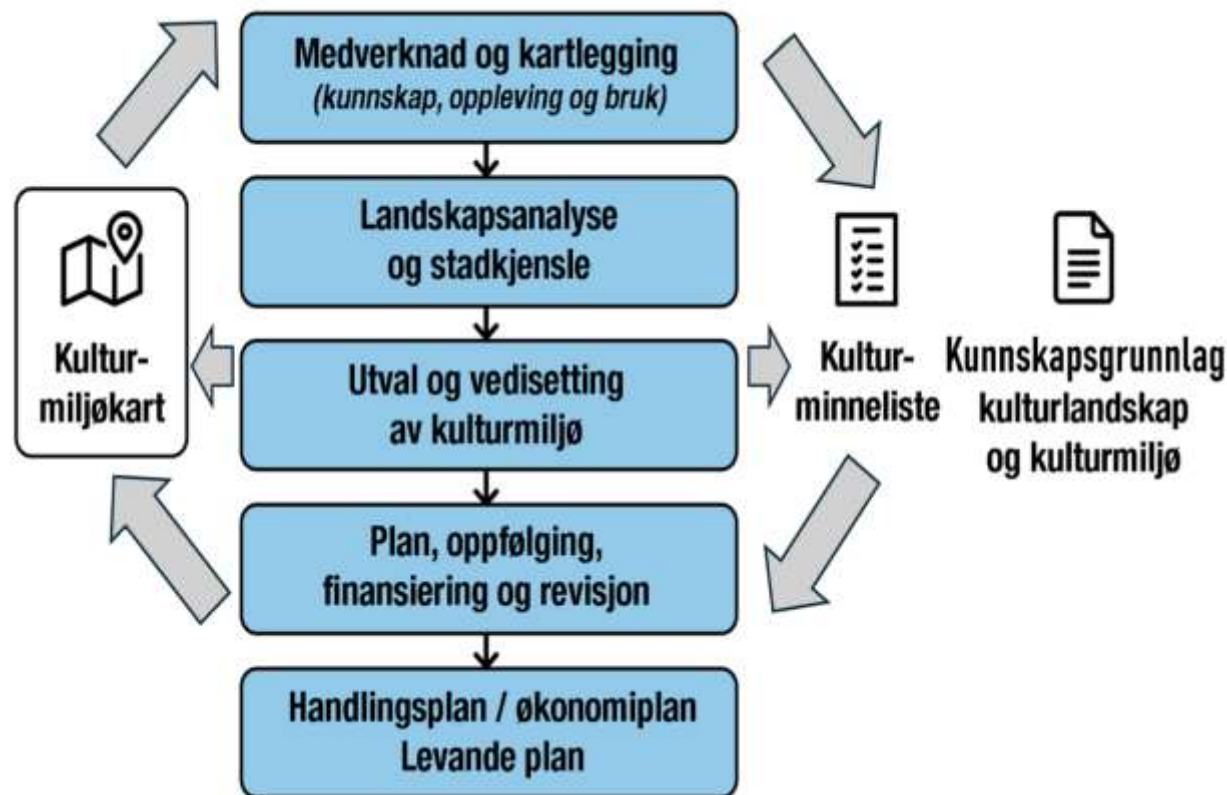 Medverknad og kartlegging
(kunnskap, oppleving og bruk)
Landskapsanalyse
og stadkjensle
Kultur-
miljøkart
Utval og vedisetting
av kulturmiljø
Kultur-
minneliste
Kunnskapsgrunnlag
kulturlandskap
og kulturmiljø
Plan, oppfølging,
finansiering og revisjon
Handlingsplan / økonomiplan
Levande plan